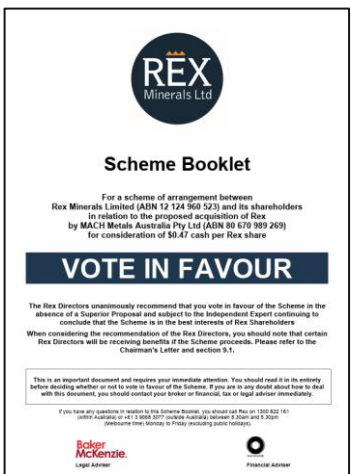 REX
Minerals Ltd
Scheme Booklet
For a scheme of arrangement between
Rex Minerals Limited (ABN 12 124 960 523) and its shareholders
in relation to the proposed acquisition of Rex
by MACH Metals Australia Pty Ltd (ABN 80 670 989 269)
for consideration of $0.47 cash per Rex share
VOTE IN FAVOUR
The Rex Directors unanimously recommend that you vote in favour of the Scheme in the
absence of a Superior Proposal and subject to the Independent Expert continuing to
conclude that the Scheme is in the best interests of Rex Shareholders
When considering the recommendation of the Rex Directors, you should note that certain
Rex Directors will be receiving benefits if the Scheme proceeds. Please refer to the
Chairman's Letter and section 9.1.
This is an important document and requires your immediate attention. You should read it in its entirety
before deciding whether or not to vote in favour of the Scheme. If you are in any doubt about how to deal
with this document, you should contact your broker or financial, tax or legal adviser immediately.
If you have any questions in relation to this Scheme Booklet, you should call Rex on 1300 822 161
(within Australia) or +61 3 9068 3077 (outside Australia) between 8.30am and 5.30pm
(Melbourne time) Monday to Friday (excluding public holidays).
Baker
McKenzie.
Legal Adviser
Financial Adviser